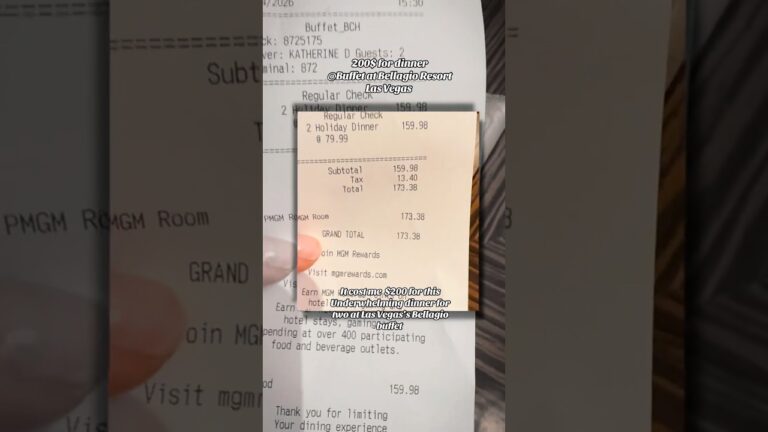 /2026 15:30
Buffet_BCH
ck: 8725175
ver: KATHERINE D Guests: 2
minal: 872
200$ for dinner
@Buffet at Bellagio Resort
Las Vegas
Subt
Regular Check
2 Holiday Dinner 159.98
Regular Check
2 Holiday Dinner 159.98
@ 79.99
Subtotal 159.98
Tax 13.40
Total 173.38
PMGM R
MGM Room
PMGM R
MGM Room 173.38
GRAND TOTAL 173.38
GRAND
oin MGM Rewards
Visit mgmrewards.com
Earn MGM
It cost me $200 for this
Underwhelming dinner for
two at Las Vegas's Bellagio
buffet
oin MG
hotel stays, gaming
pending at over 400 participating
food and beverage outlets.
Visit mgm
od 159.98
Thank you for limiting
Your dining experience